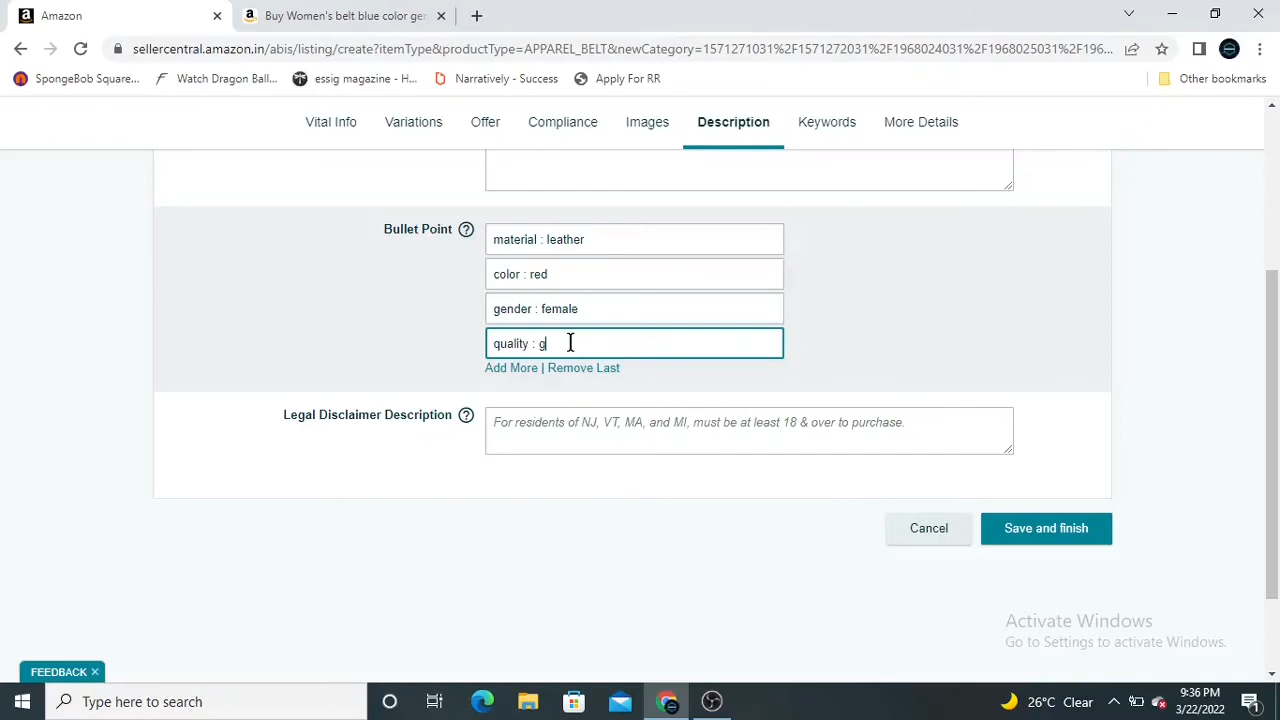 Amazon
Buy Women's belt blue color ger
sellercentral.amazon.in/abis/listing/create?itemType&productType=APPAREL_BELT&newCategory=1571271031%2F1571272031%2F1968024031%2F1968025031%2F196...
SpongeBob Square...
Watch Dragon Ball...
essig magazine - H...
Narratively - Success
Apply For RR
Other bookmarks
Vital Info
Variations
Offer
Compliance
Images
Description
Keywords
More Details
Bullet Point
material : leather
color : red
gender : female
quality : g
Add More | Remove Last
Legal Disclaimer Description
For residents of NJ, VT, MA, and MI, must be at least 18 & over to purchase.
Cancel
Save and finish
Activate Windows
Go to Settings to activate Windows.
FEEDBACK
Type here to search
26°C Clear
9:36 PM
3/22/2022
1